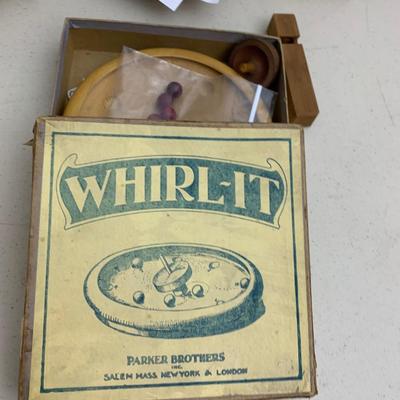 WHIRL-IT
PARKER BROTHERS
INC.
SALEM MASS. NEW YORK & LONDON